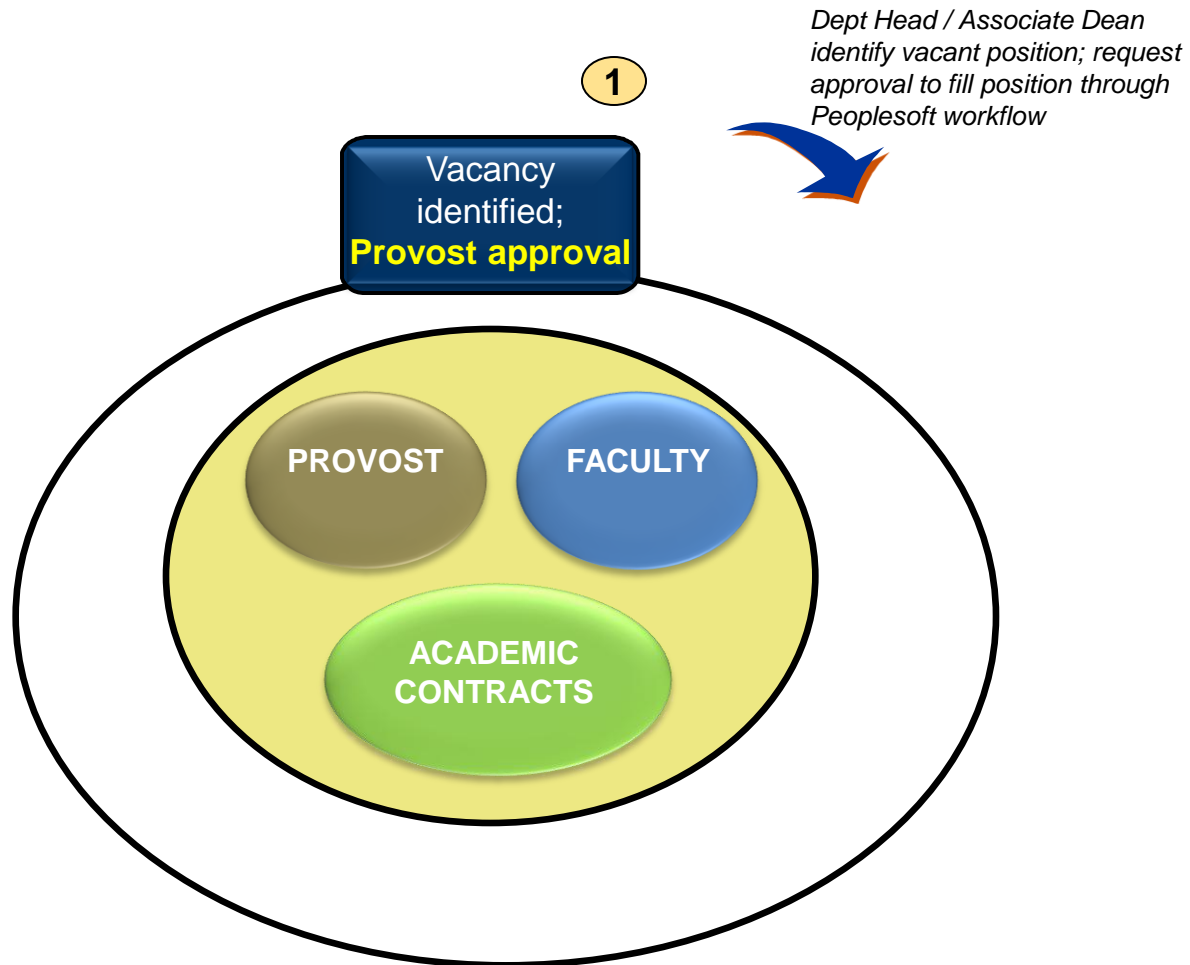 Dept Head / Associate Dean
identify vacant position; request
approval to fill position through
Peoplesoft workflow
1
Vacancy
identified;
Provost approval
PROVOST
FACULTY
ACADEMIC
CONTRACTS